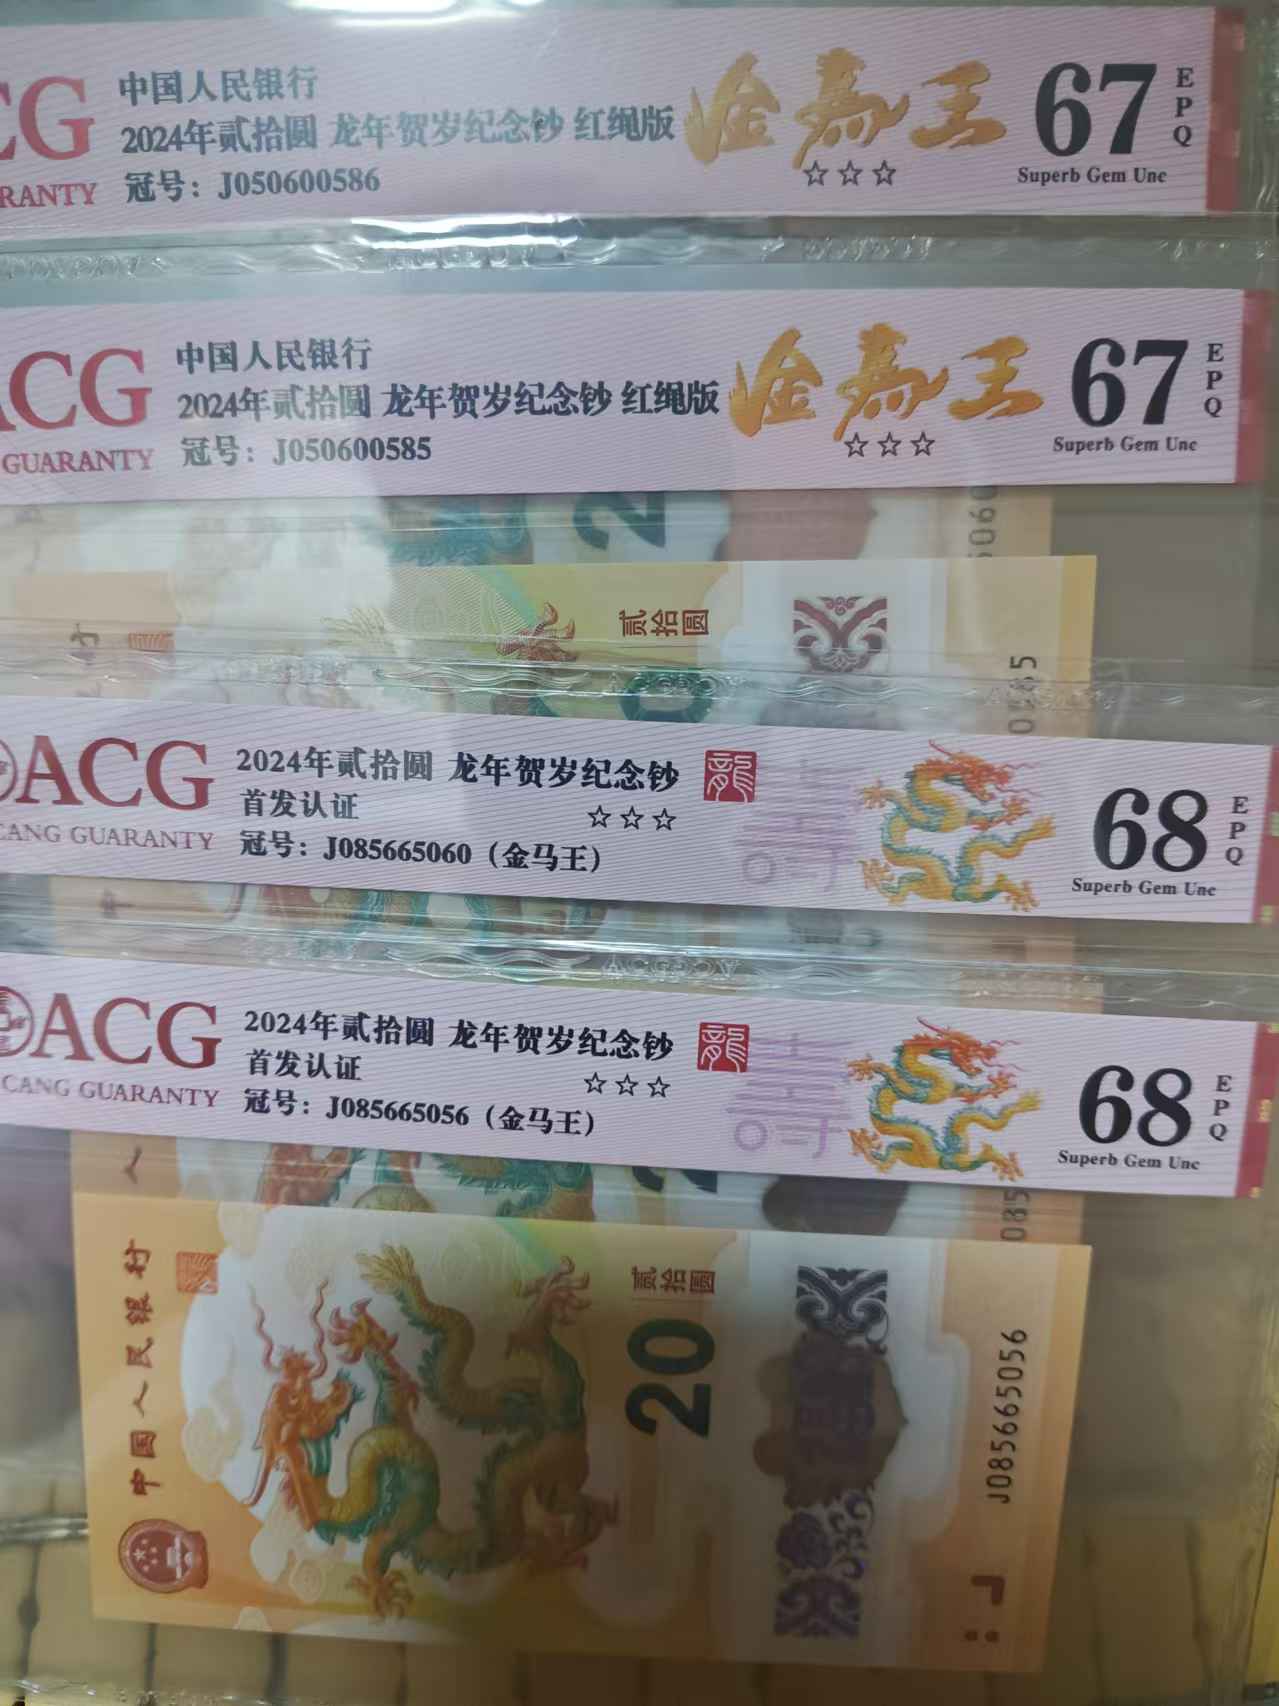 CG
RANTY
中国人民银行
2024年贰拾圆 龙年贺岁纪念钞 红绳版
冠号：J050600586
金马王
☆☆☆
67
EPQ
Superb Gem Unc
ACG
GUARANTY
中国人民银行
2024年贰拾圆 龙年贺岁纪念钞 红绳版
冠号：J050600585
金马王
☆☆☆
67
EPQ
Superb Gem Unc
贰拾圆
ACG
CANG GUARANTY
2024年贰拾圆 龙年贺岁纪念钞
首发认证
☆☆☆
冠号：J085665060（金马王）
68
EPQ
Superb Gem Unc
ACG
CANG GUARANTY
2024年贰拾圆 龙年贺岁纪念钞
首发认证
☆☆☆
冠号：J085665056（金马王）
68
EPQ
Superb Gem Unc
中国人民银行
贰拾圆
20
J085665056